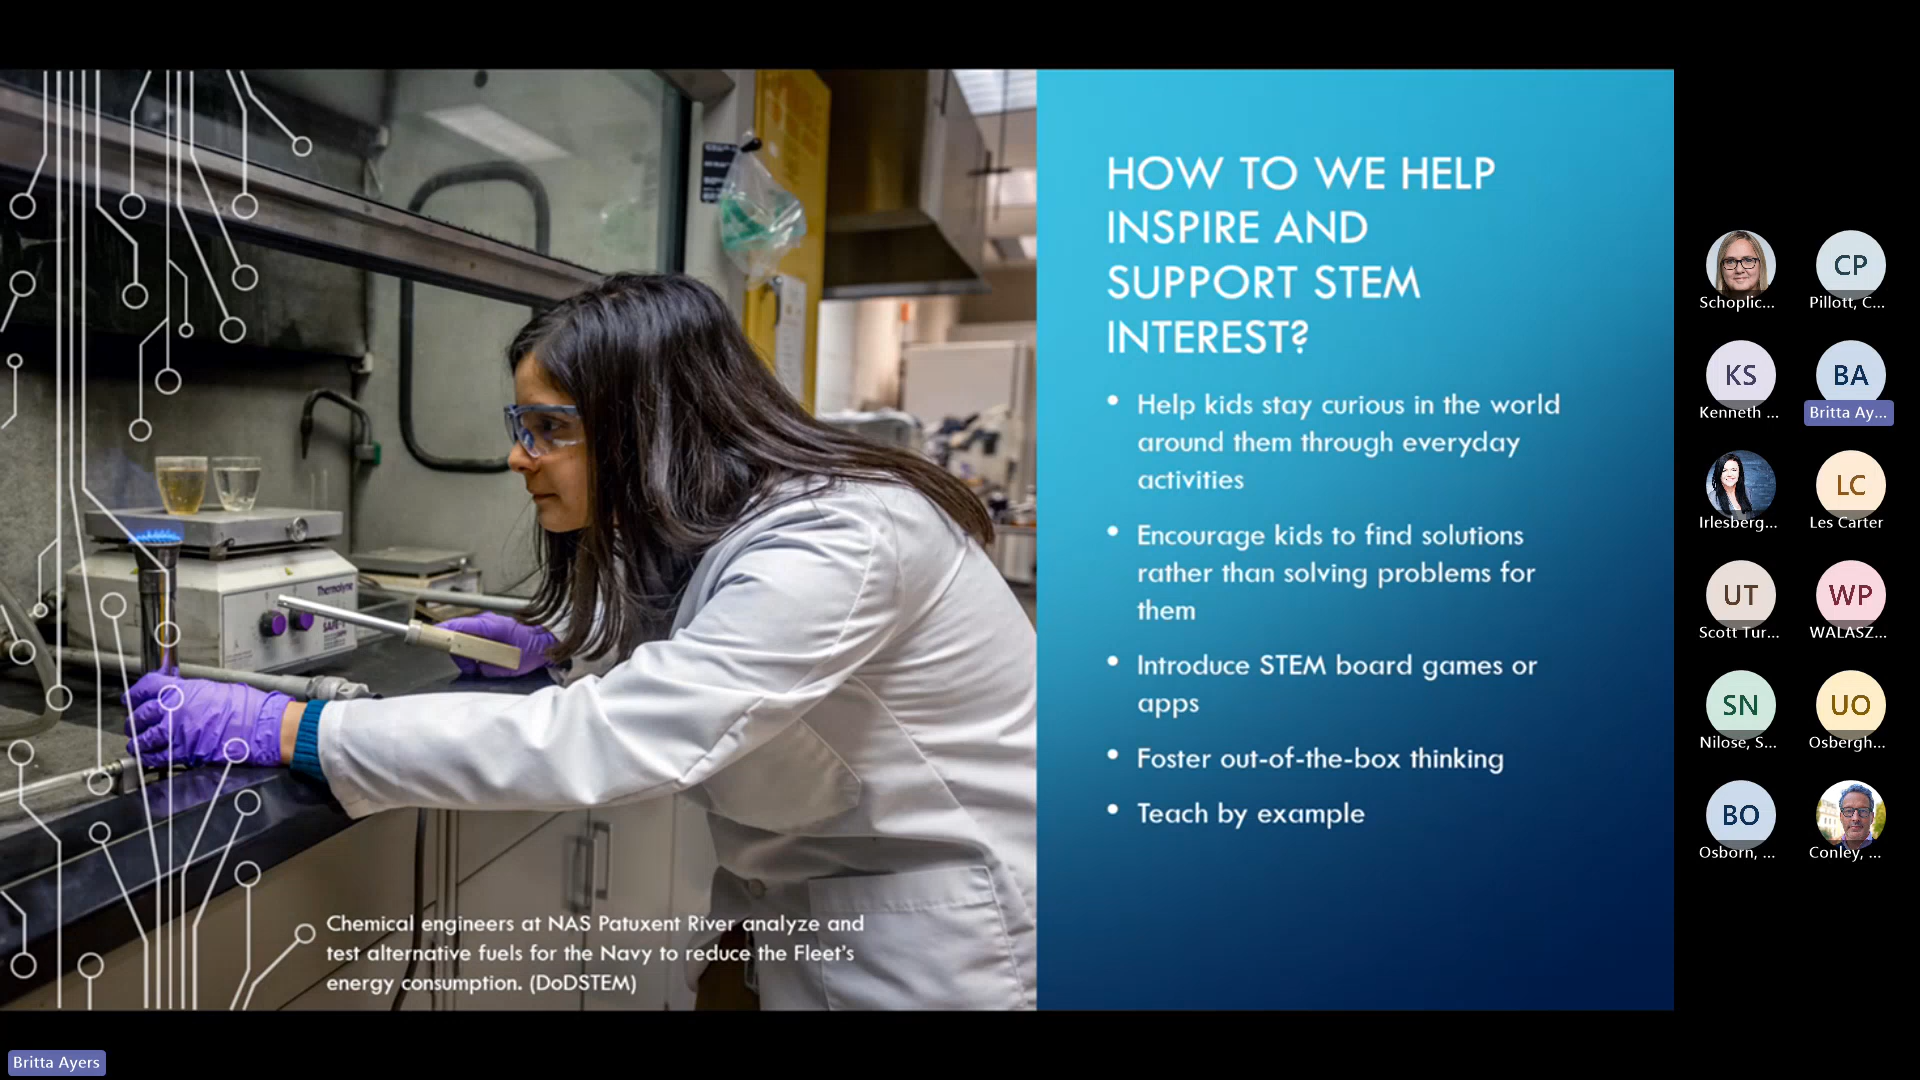 HOW TO WE HELP
INSPIRE AND
SUPPORT STEM
INTEREST?
• Help kids stay curious in the world
around them through everyday
activities
• Encourage kids to find solutions
rather than solving problems for
them
• Introduce STEM board games or
apps
• Foster out-of-the-box thinking
• Teach by example
Thermolyne
Chemical engineers at NAS Patuxent River analyze and
test alternative fuels for the Navy to reduce the Fleet's
energy consumption. (DoDSTEM)
Schoplic...
CP
Pillott, C...
KS
Kenneth ...
BA
Britta Ay...
Irlesberg...
LC
Les Carter
UT
Scott Tur...
WP
WALASZ...
SN
Nilose, S...
UO
Osbergh...
BO
Osborn, ...
Conley, ...
Britta Ayers